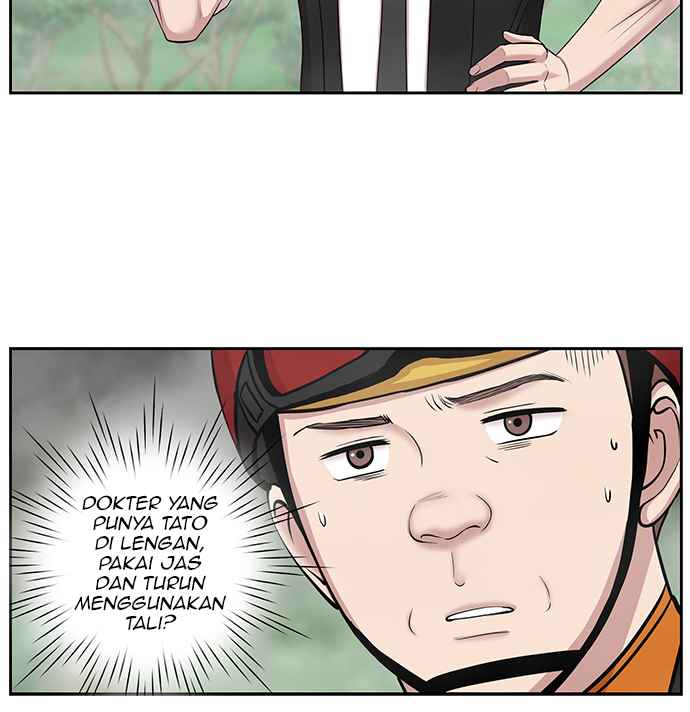 DOKTER YANG
PUNYA TATO
DI LENGAN,
PAKAI JAS
DAN TURUN
MENGGUNAKAN
TALI?